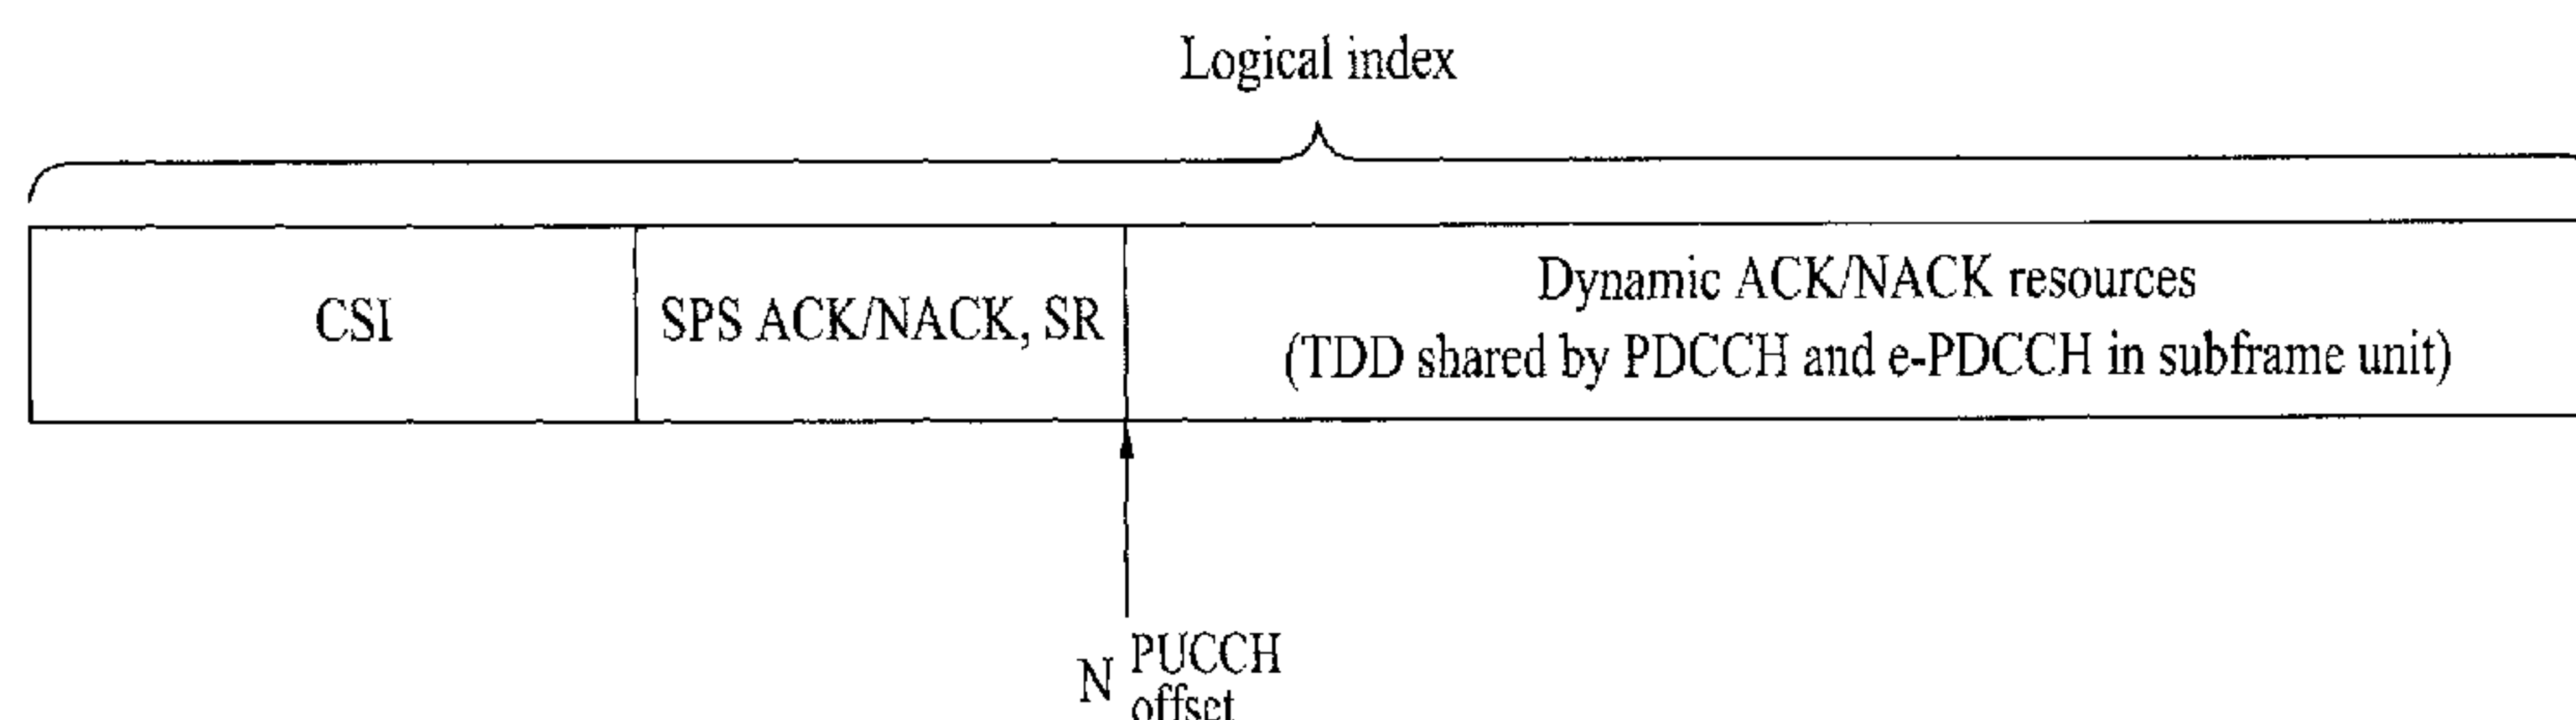 Logical index
CSI
SPS ACK/NACK, SR
Dynamic ACK/NACK resources
(TDD shared by PDCCH and e-PDCCH in subframe unit)
N PUCCH
offset